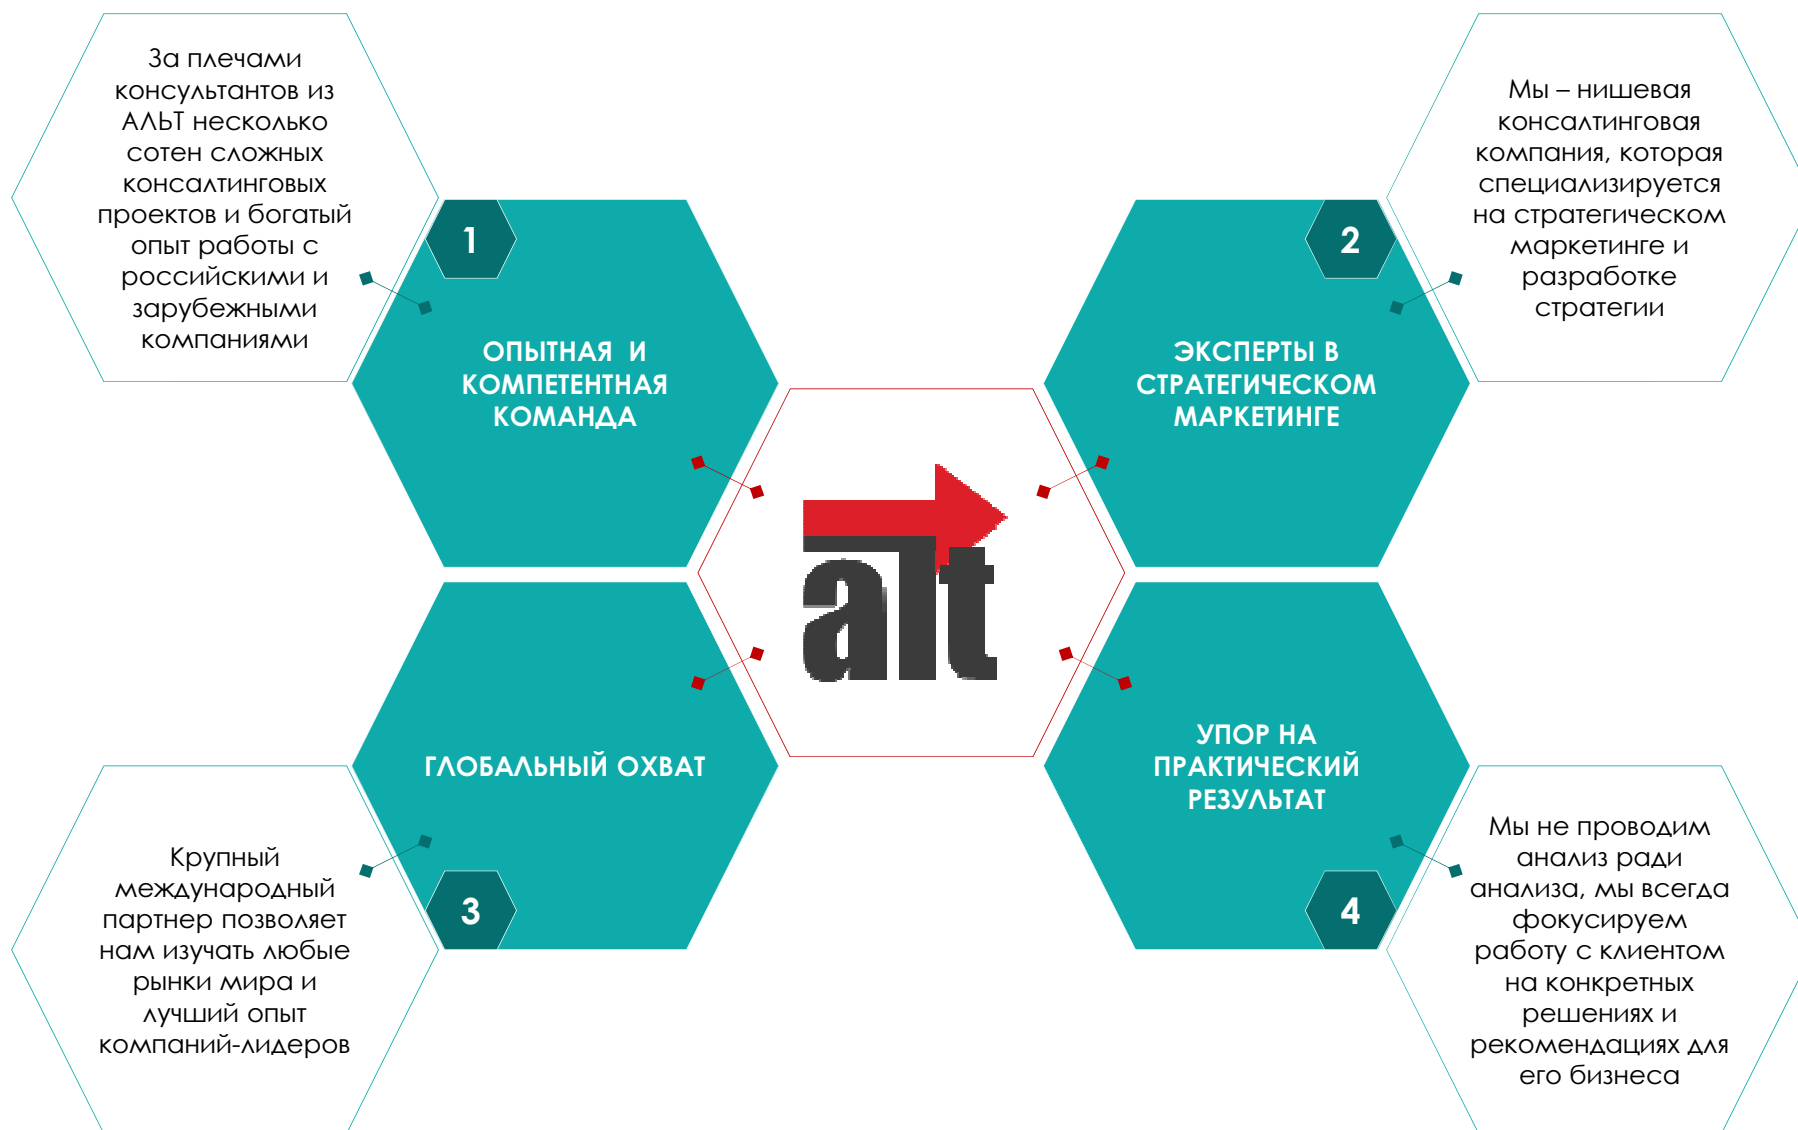 За плечами
консультантов из
АЛЬТ несколько
сотен сложных
консалтинговых
проектов и богатый
опыт работы с
российскими и
зарубежными
компаниями
1
ОПЫТНАЯ И
КОМПЕТЕНТНАЯ
КОМАНДА
Мы – нишевая
консалтинговая
компания, которая
специализируется
на стратегическом
маркетинге и
разработке
стратегии
2
ЭКСПЕРТЫ В
СТРАТЕГИЧЕСКОМ
МАРКЕТИНГЕ
alt
ГЛОБАЛЬНЫЙ ОХВАТ
3
Крупный
международный
партнер позволяет
нам изучать любые
рынки мира и
лучший опыт
компаний-лидеров
УПОР НА
ПРАКТИЧЕСКИЙ
РЕЗУЛЬТАТ
4
Мы не проводим
анализ ради
анализа, мы всегда
фокусируем
работу с клиентом
на конкретных
решениях и
рекомендациях для
его бизнеса